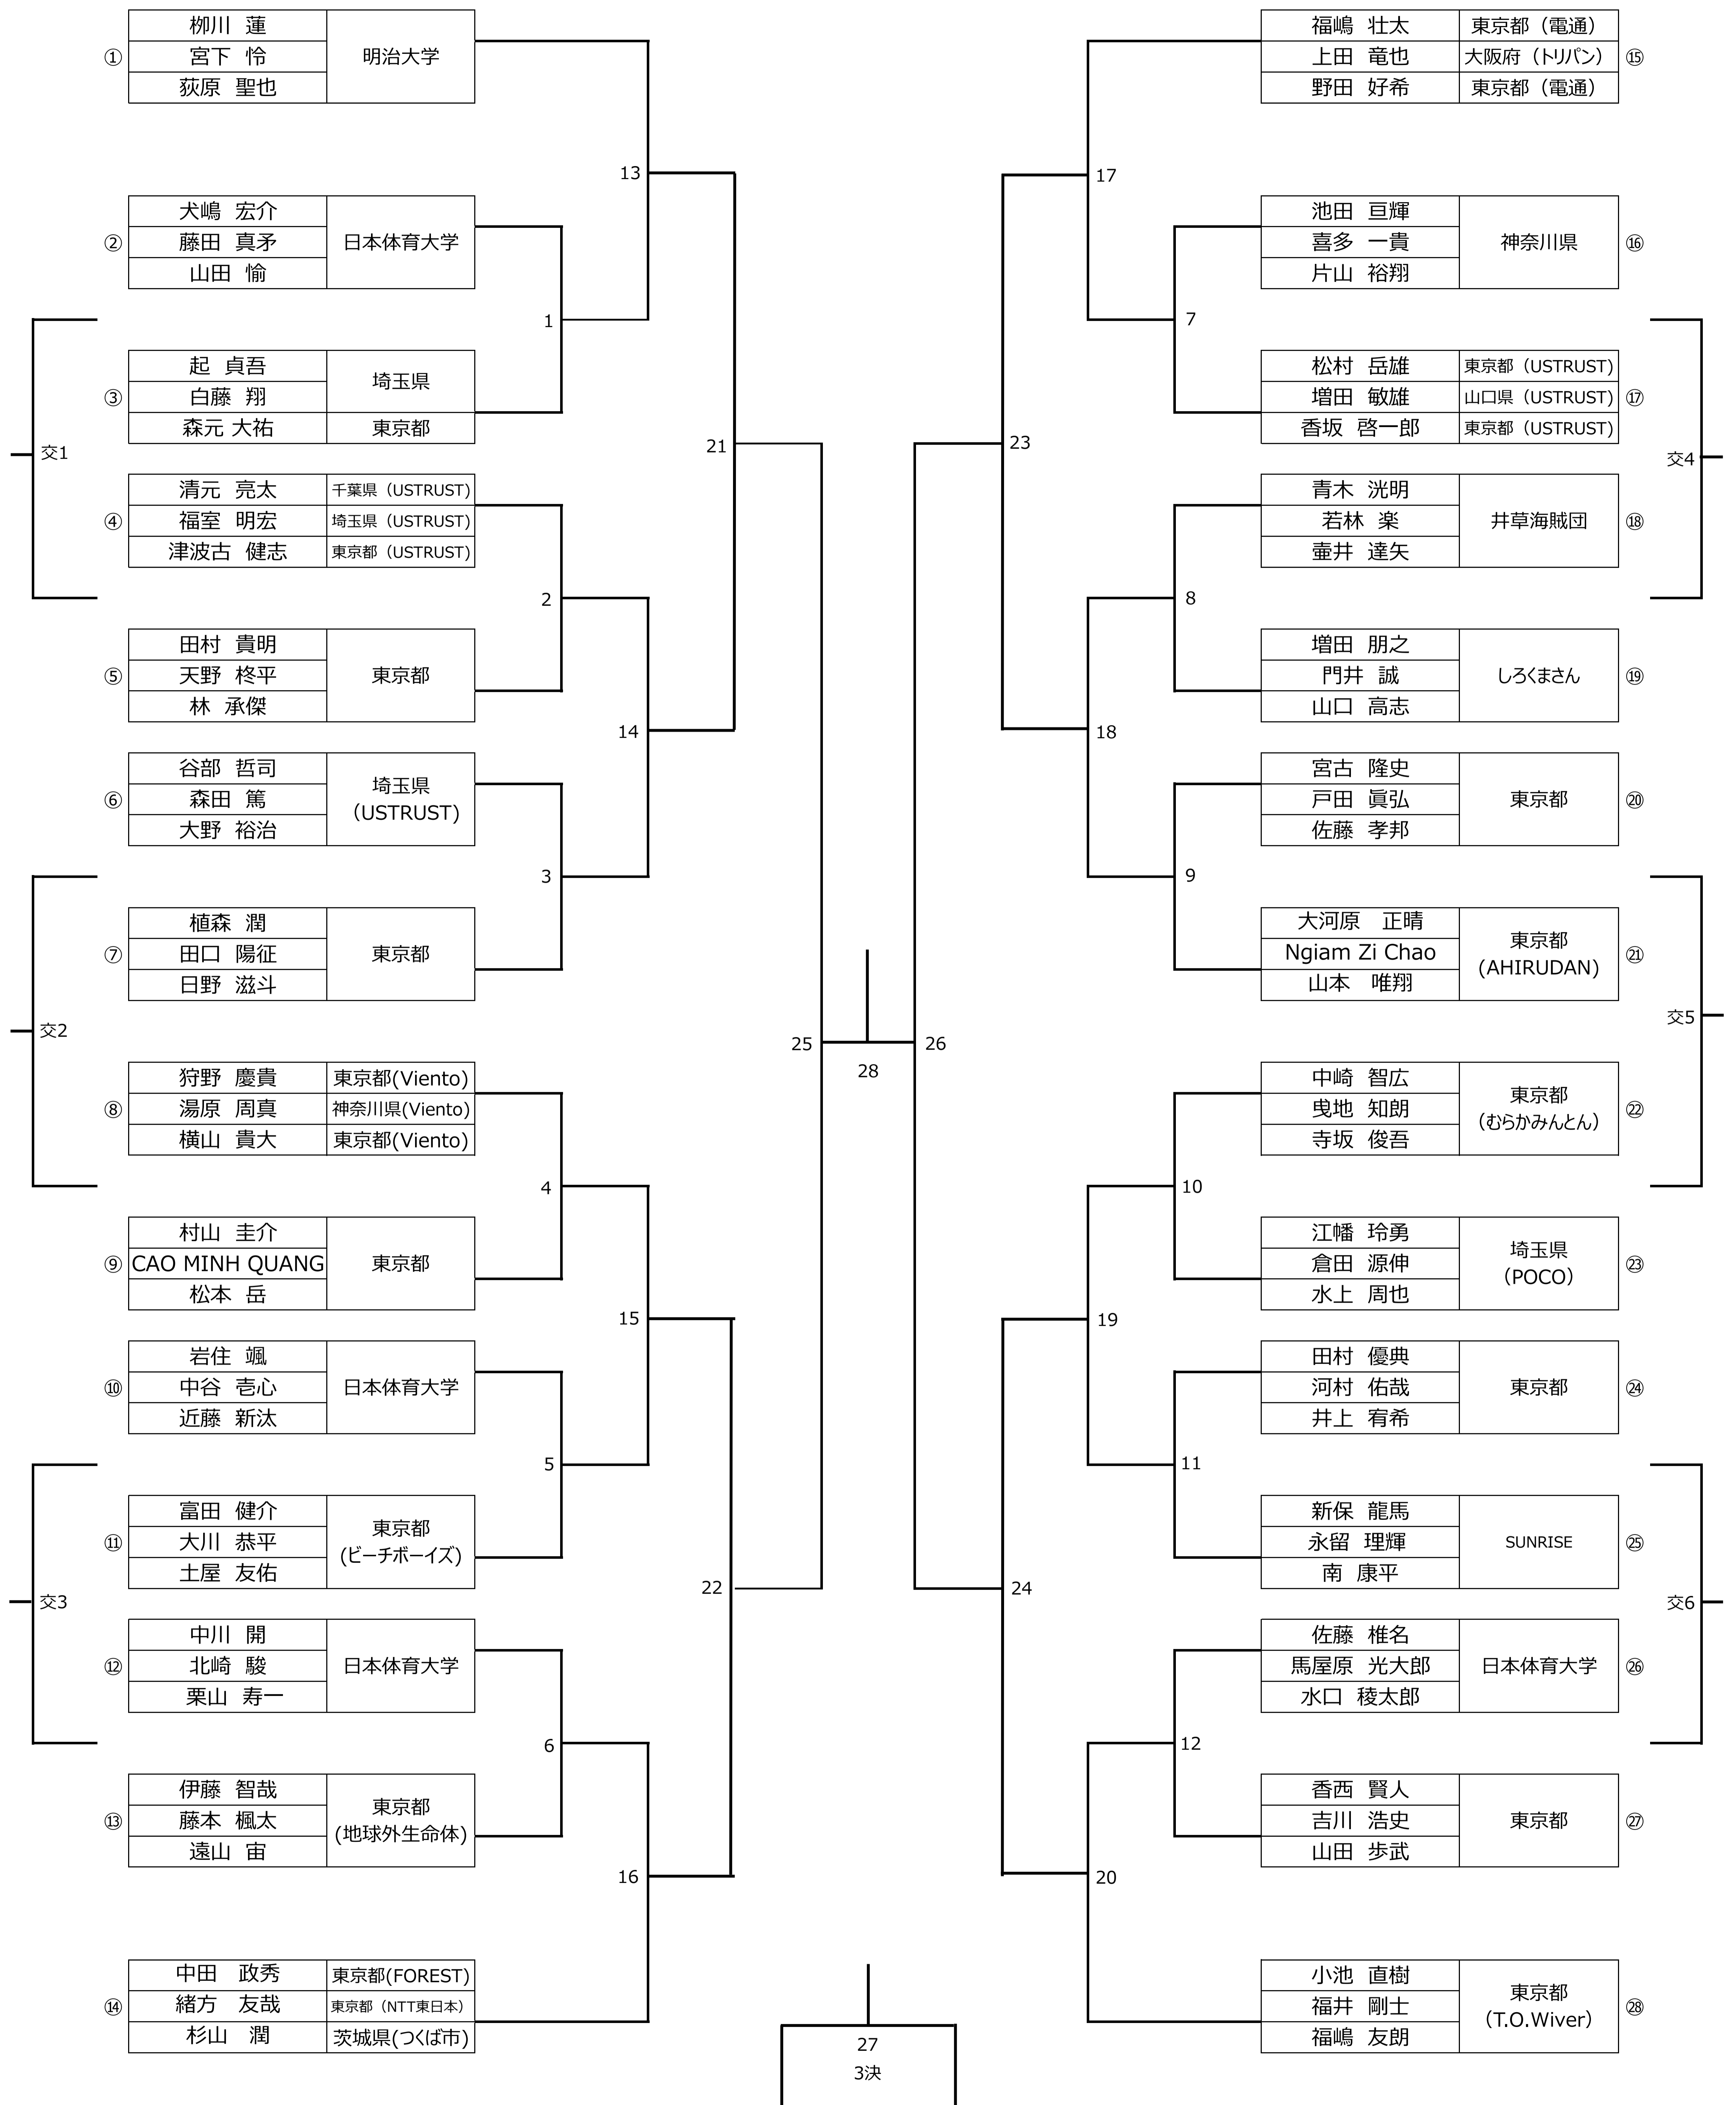 ① 栁川 蓮
宮下 怜
荻原 聖也
明治大学
② 犬嶋 宏介
藤田 真矛
山田 愉
日本体育大学
③ 起 貞吾
白藤 翔
埼玉県
森元 大祐 東京都
④ 清元 亮太 千葉県（USTRUST)
福室 明宏 埼玉県（USTRUST)
津波古 健志 東京都（USTRUST)
⑤ 田村 貴明
天野 柊平
林 承傑
東京都
⑥ 谷部 哲司
森田 篤
大野 裕治
埼玉県
（USTRUST)
⑦ 植森 潤
田口 陽征
日野 滋斗
東京都
⑧ 狩野 慶貴 東京都(Viento)
湯原 周真 神奈川県(Viento)
横山 貴大 東京都(Viento)
⑨ 村山 圭介
CAO MINH QUANG
松本 岳
東京都
⑩ 岩住 颯
中谷 壱心
近藤 新汰
日本体育大学
⑪ 富田 健介
大川 恭平
土屋 友佑
東京都
(ビーチボーイズ)
⑫ 中川 開
北崎 駿
栗山 寿一
日本体育大学
⑬ 伊藤 智哉
藤本 楓太
遠山 宙
東京都
(地球外生命体)
⑭ 中田 政秀 東京都(FOREST)
緒方 友哉 東京都（NTT東日本）
杉山 潤 茨城県(つくば市)
交1
交2
交3
1
2
3
4
5
6
13
14
15
16
21
22
25
28
26
27
3決
23
24
17
18
19
20
7
8
9
10
11
12
福嶋 壮太 東京都（電通）
上田 竜也 大阪府（トリパン）
野田 好希 東京都（電通）
⑮
池田 亘輝
喜多 一貴
片山 裕翔
神奈川県
⑯
松村 岳雄 東京都（USTRUST)
増田 敏雄 山口県（USTRUST)
香坂 啓一郎 東京都（USTRUST)
⑰
青木 洸明
若林 楽
壷井 達矢
井草海賊団
⑱
増田 朋之
門井 誠
山口 高志
しろくまさん
⑲
宮古 隆史
戸田 眞弘
佐藤 孝邦
東京都
⑳
大河原 正晴
Ngiam Zi Chao
山本 唯翔
東京都
(AHIRUDAN)
㉑
中崎 智広
曵地 知朗
寺坂 俊吾
東京都
（むらかみんとん）
㉒
江幡 玲勇
倉田 源伸
水上 周也
埼玉県
（POCO）
㉓
田村 優典
河村 佑哉
井上 宥希
東京都
㉔
新保 龍馬
永留 理輝
南 康平
SUNRISE
㉕
佐藤 椎名
馬屋原 光大郎
水口 稜太郎
日本体育大学
㉖
香西 賢人
吉川 浩史
山田 歩武
東京都
㉗
小池 直樹
福井 剛士
福嶋 友朗
東京都
（T.O.Wiver）
㉘
交4
交5
交6